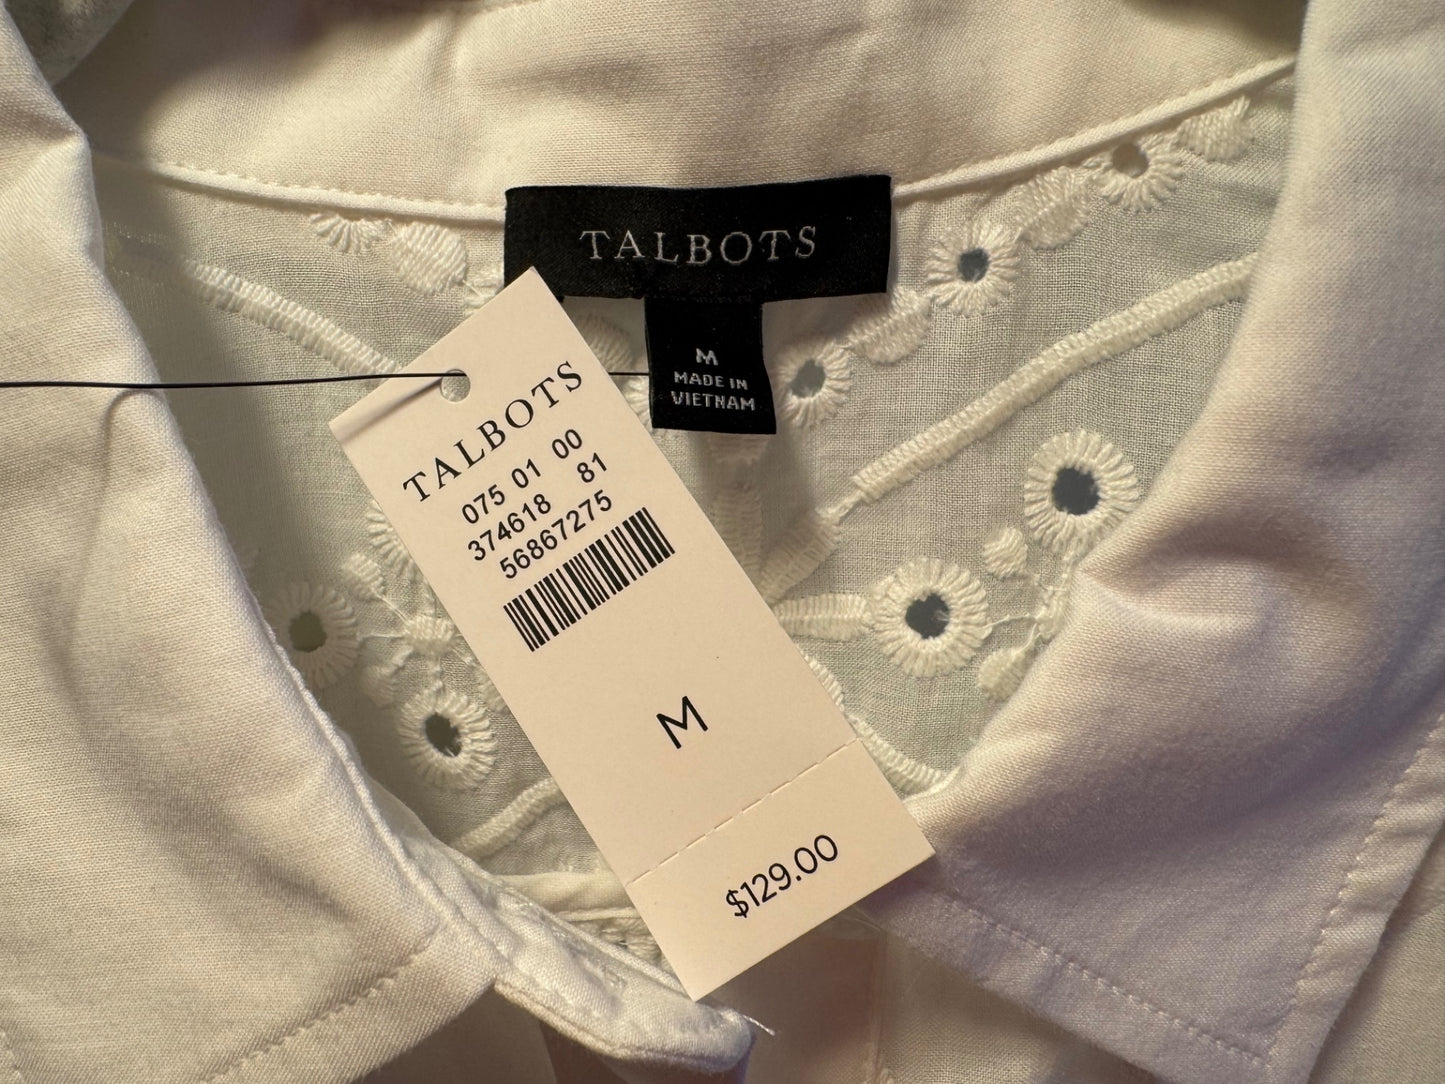 TALBOTS
M
MADE IN
VIETNAM
TALBOTS
075 01 00
374618 81
56867275
M
$129.00